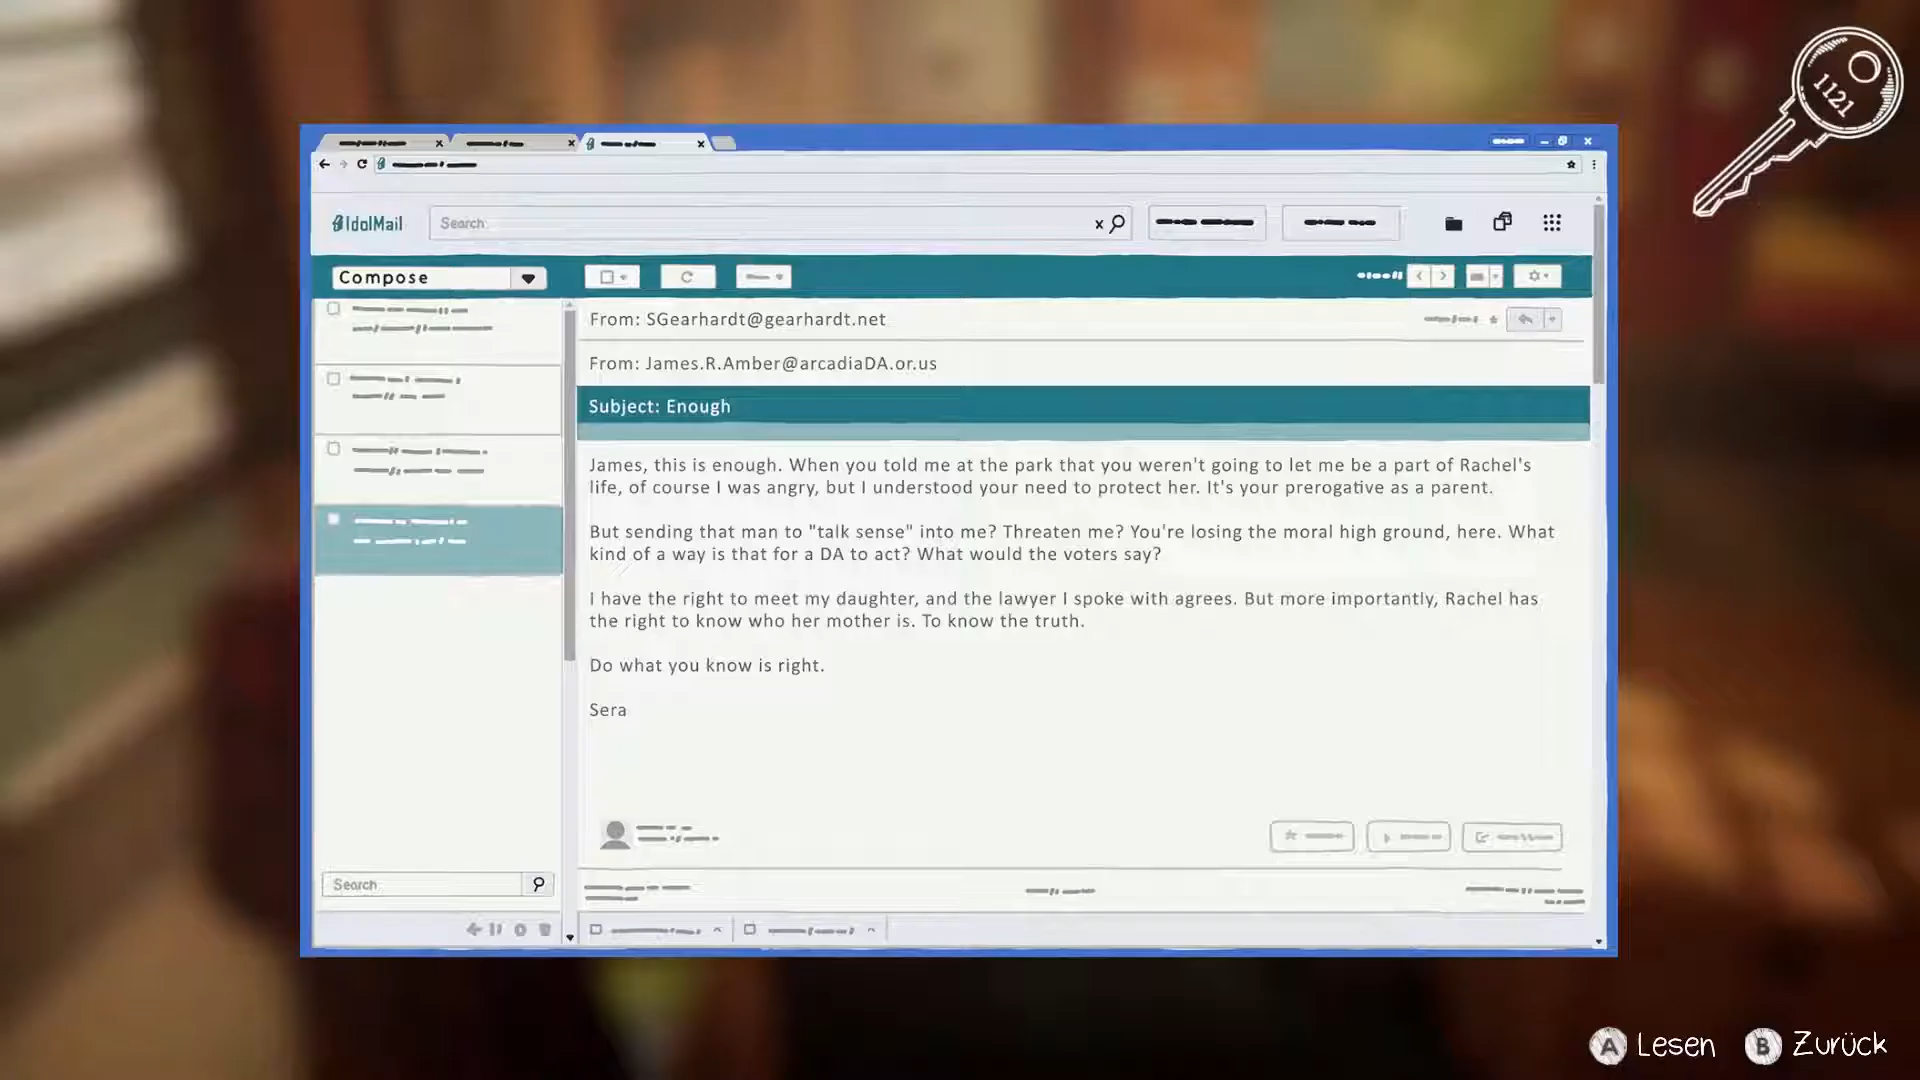 1121
IdolMail
Search
Compose
From: SGearhardt@gearhardt.net
From: James.R.Amber@arcadiaDA.or.us
Subject: Enough
James, this is enough. When you told me at the park that you weren't going to let me be a part of Rachel's
life, of course I was angry, but I understood your need to protect her. It's your prerogative as a parent.
But sending that man to "talk sense" into me? Threaten me? You're losing the moral high ground, here. What
kind of a way is that for a DA to act? What would the voters say?
I have the right to meet my daughter, and the lawyer I spoke with agrees. But more importantly, Rachel has
the right to know who her mother is. To know the truth.
Do what you know is right.
Sera
Search
A Lesen B Zurück